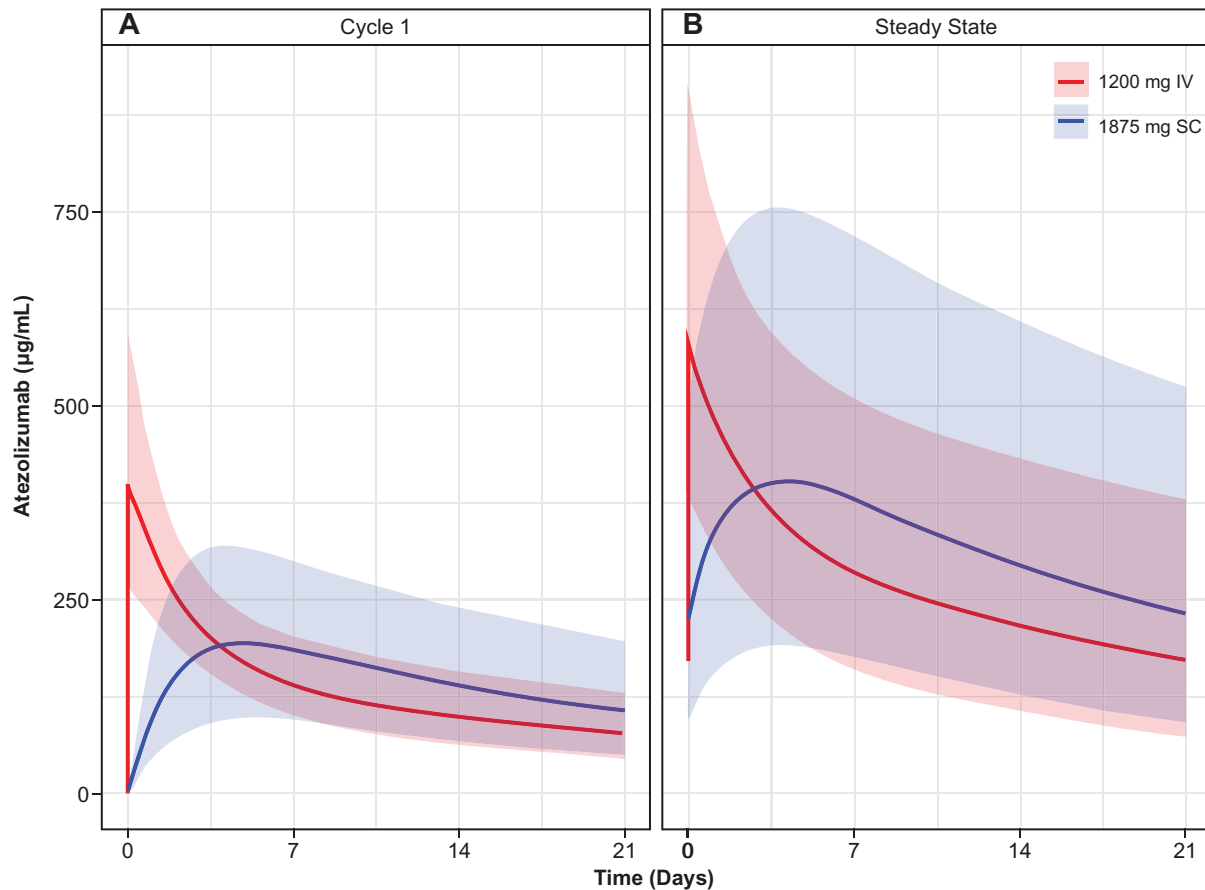 A
Cycle 1
B
Steady State
1200 mg IV
1875 mg SC
Atezolizumab (µg/mL)
750
500
250
0
0
7
14
21
0
7
14
21
Time (Days)